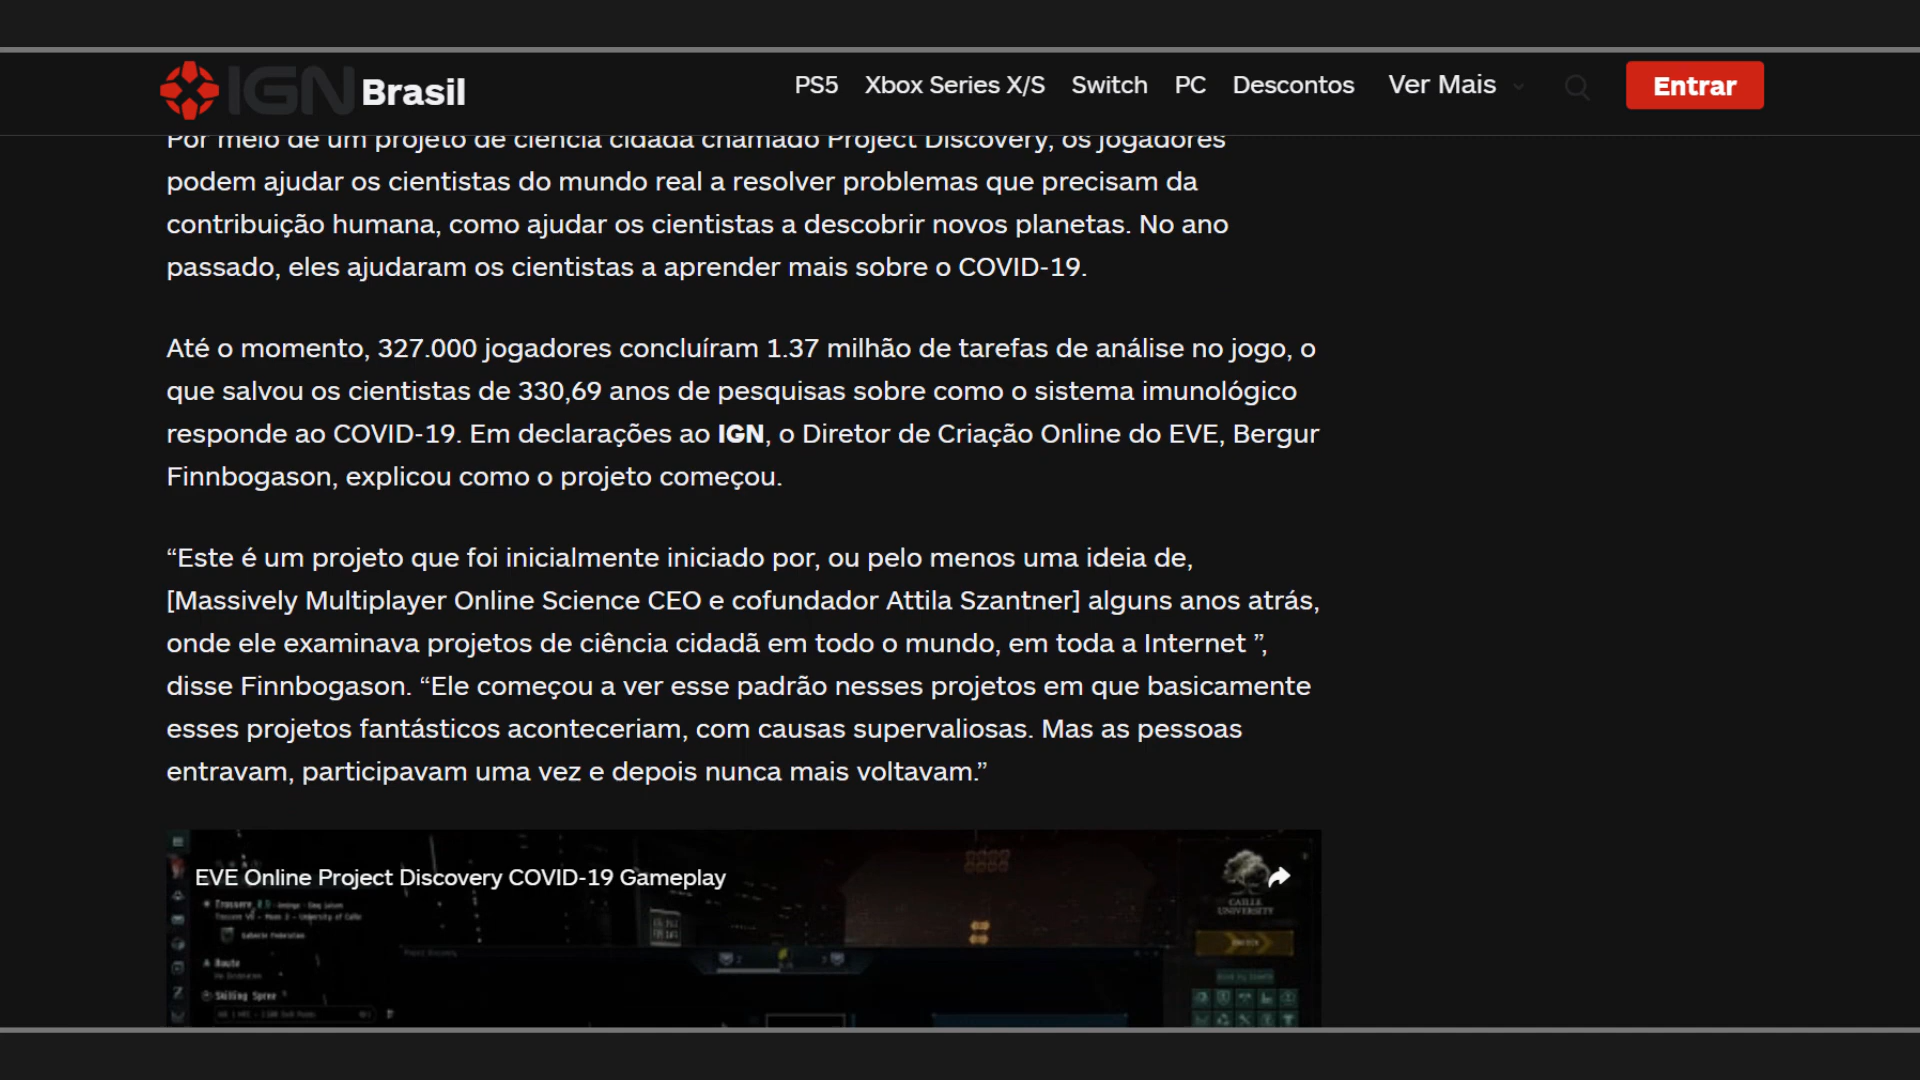 IGN Brasil
PS5 Xbox Series X/S Switch PC Descontos Ver Mais Entrar
Por meio de um projeto de ciência cidadã chamado Project Discovery, os jogadores
podem ajudar os cientistas do mundo real a resolver problemas que precisam da
contribuição humana, como ajudar os cientistas a descobrir novos planetas. No ano
passado, eles ajudaram os cientistas a aprender mais sobre o COVID-19.
Até o momento, 327.000 jogadores concluíram 1.37 milhão de tarefas de análise no jogo, o
que salvou os cientistas de 330,69 anos de pesquisas sobre como o sistema imunológico
responde ao COVID-19. Em declarações ao IGN, o Diretor de Criação Online do EVE, Bergur
Finnbogason, explicou como o projeto começou.
“Este é um projeto que foi inicialmente iniciado por, ou pelo menos uma ideia de,
[Massively Multiplayer Online Science CEO e cofundador Attila Szantner] alguns anos atrás,
onde ele examinava projetos de ciência cidadã em todo o mundo, em toda a Internet ”,
disse Finnbogason. “Ele começou a ver esse padrão nesses projetos em que basicamente
esses projetos fantásticos aconteceriam, com causas supervaliosas. Mas as pessoas
entravam, participavam uma vez e depois nunca mais voltavam.”
EVE Online Project Discovery COVID-19 Gameplay
CAILLE
UNIVERSITY
Route
Skilling Spree